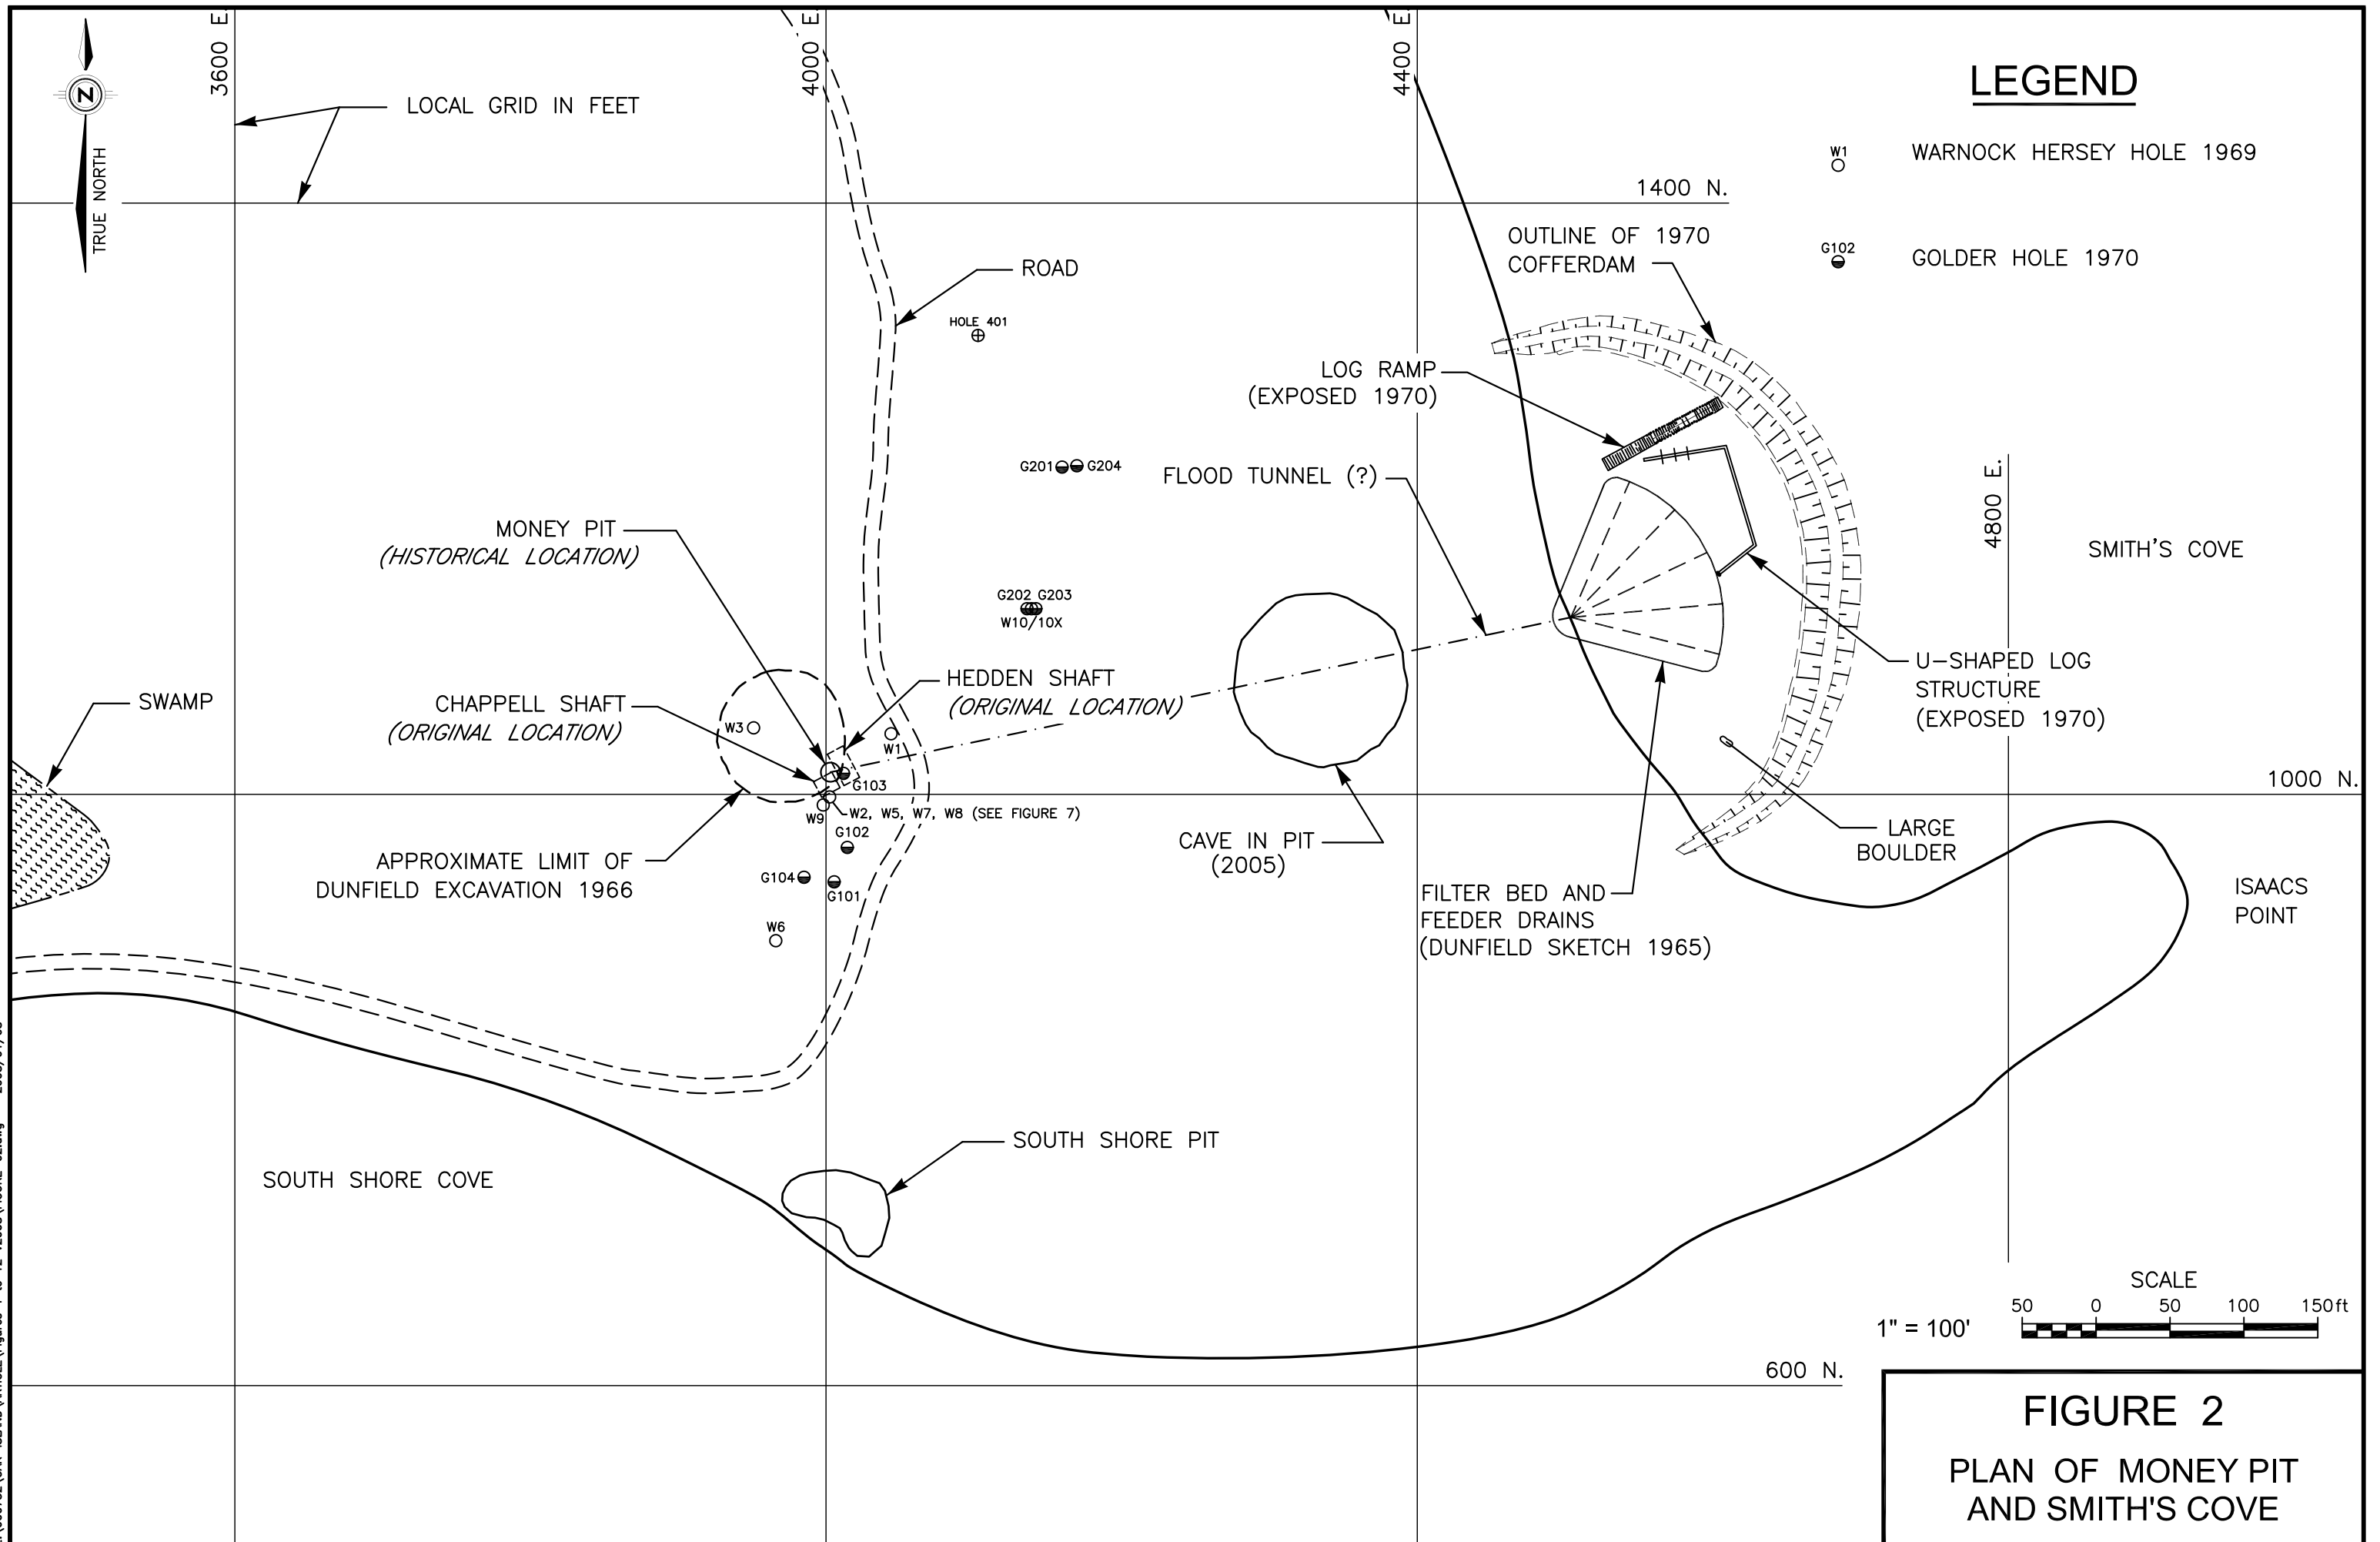 3600 E.
4000 E.
4400 E.
LEGEND
N
TRUE NORTH
LOCAL GRID IN FEET
W1
WARNOCK HERSEY HOLE 1969
1400 N.
G102
GOLDER HOLE 1970
OUTLINE OF 1970
COFFERDAM
ROAD
HOLE 401
LOG RAMP
(EXPOSED 1970)
G201
G204
FLOOD TUNNEL (?)
4800 E.
SMITH'S COVE
MONEY PIT
(HISTORICAL LOCATION)
G202 G203
W10/10X
HEDDEN SHAFT
(ORIGINAL LOCATION)
U-SHAPED LOG
STRUCTURE
(EXPOSED 1970)
SWAMP
CHAPPELL SHAFT
(ORIGINAL LOCATION)
W3
W1
G103
1000 N.
W9
W2, W5, W7, W8 (SEE FIGURE 7)
G102
CAVE IN PIT
(2005)
LARGE
BOULDER
APPROXIMATE LIMIT OF
DUNFIELD EXCAVATION 1966
G104
G101
FILTER BED AND
FEEDER DRAINS
(DUNFIELD SKETCH 1965)
ISAACS
POINT
W6
SOUTH SHORE PIT
SOUTH SHORE COVE
SCALE
50 0 50 100 150ft
1" = 100'
600 N.
FIGURE 2
PLAN OF MONEY PIT
AND SMITH'S COVE